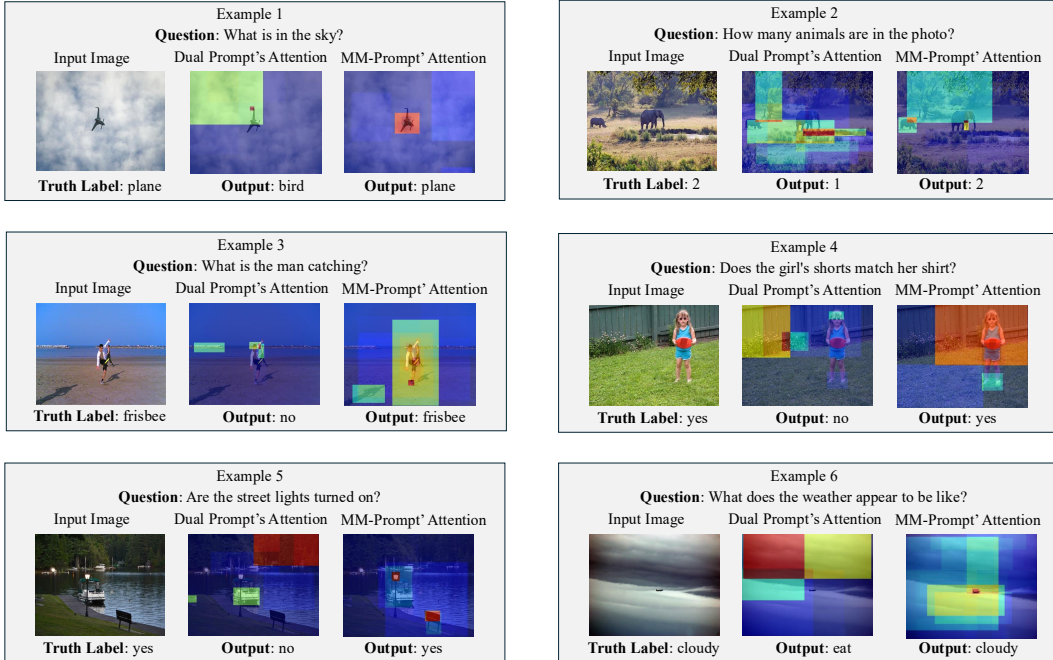 Example 1
Question: What is in the sky?
Input Image Dual Prompt's Attention MM-Prompt' Attention
Truth Label: plane Output: bird Output: plane
Example 2
Question: How many animals are in the photo?
Input Image Dual Prompt's Attention MM-Prompt' Attention
Truth Label: 2 Output: 1 Output: 2
Example 3
Question: What is the man catching?
Input Image Dual Prompt's Attention MM-Prompt' Attention
Truth Label: frisbee Output: no Output: frisbee
Example 4
Question: Does the girl's shorts match her shirt?
Input Image Dual Prompt's Attention MM-Prompt' Attention
Truth Label: yes Output: no Output: yes
Example 5
Question: Are the street lights turned on?
Input Image Dual Prompt's Attention MM-Prompt' Attention
Truth Label: yes Output: no Output: yes
Example 6
Question: What does the weather appear to be like?
Input Image Dual Prompt's Attention MM-Prompt' Attention
Truth Label: cloudy Output: eat Output: cloudy